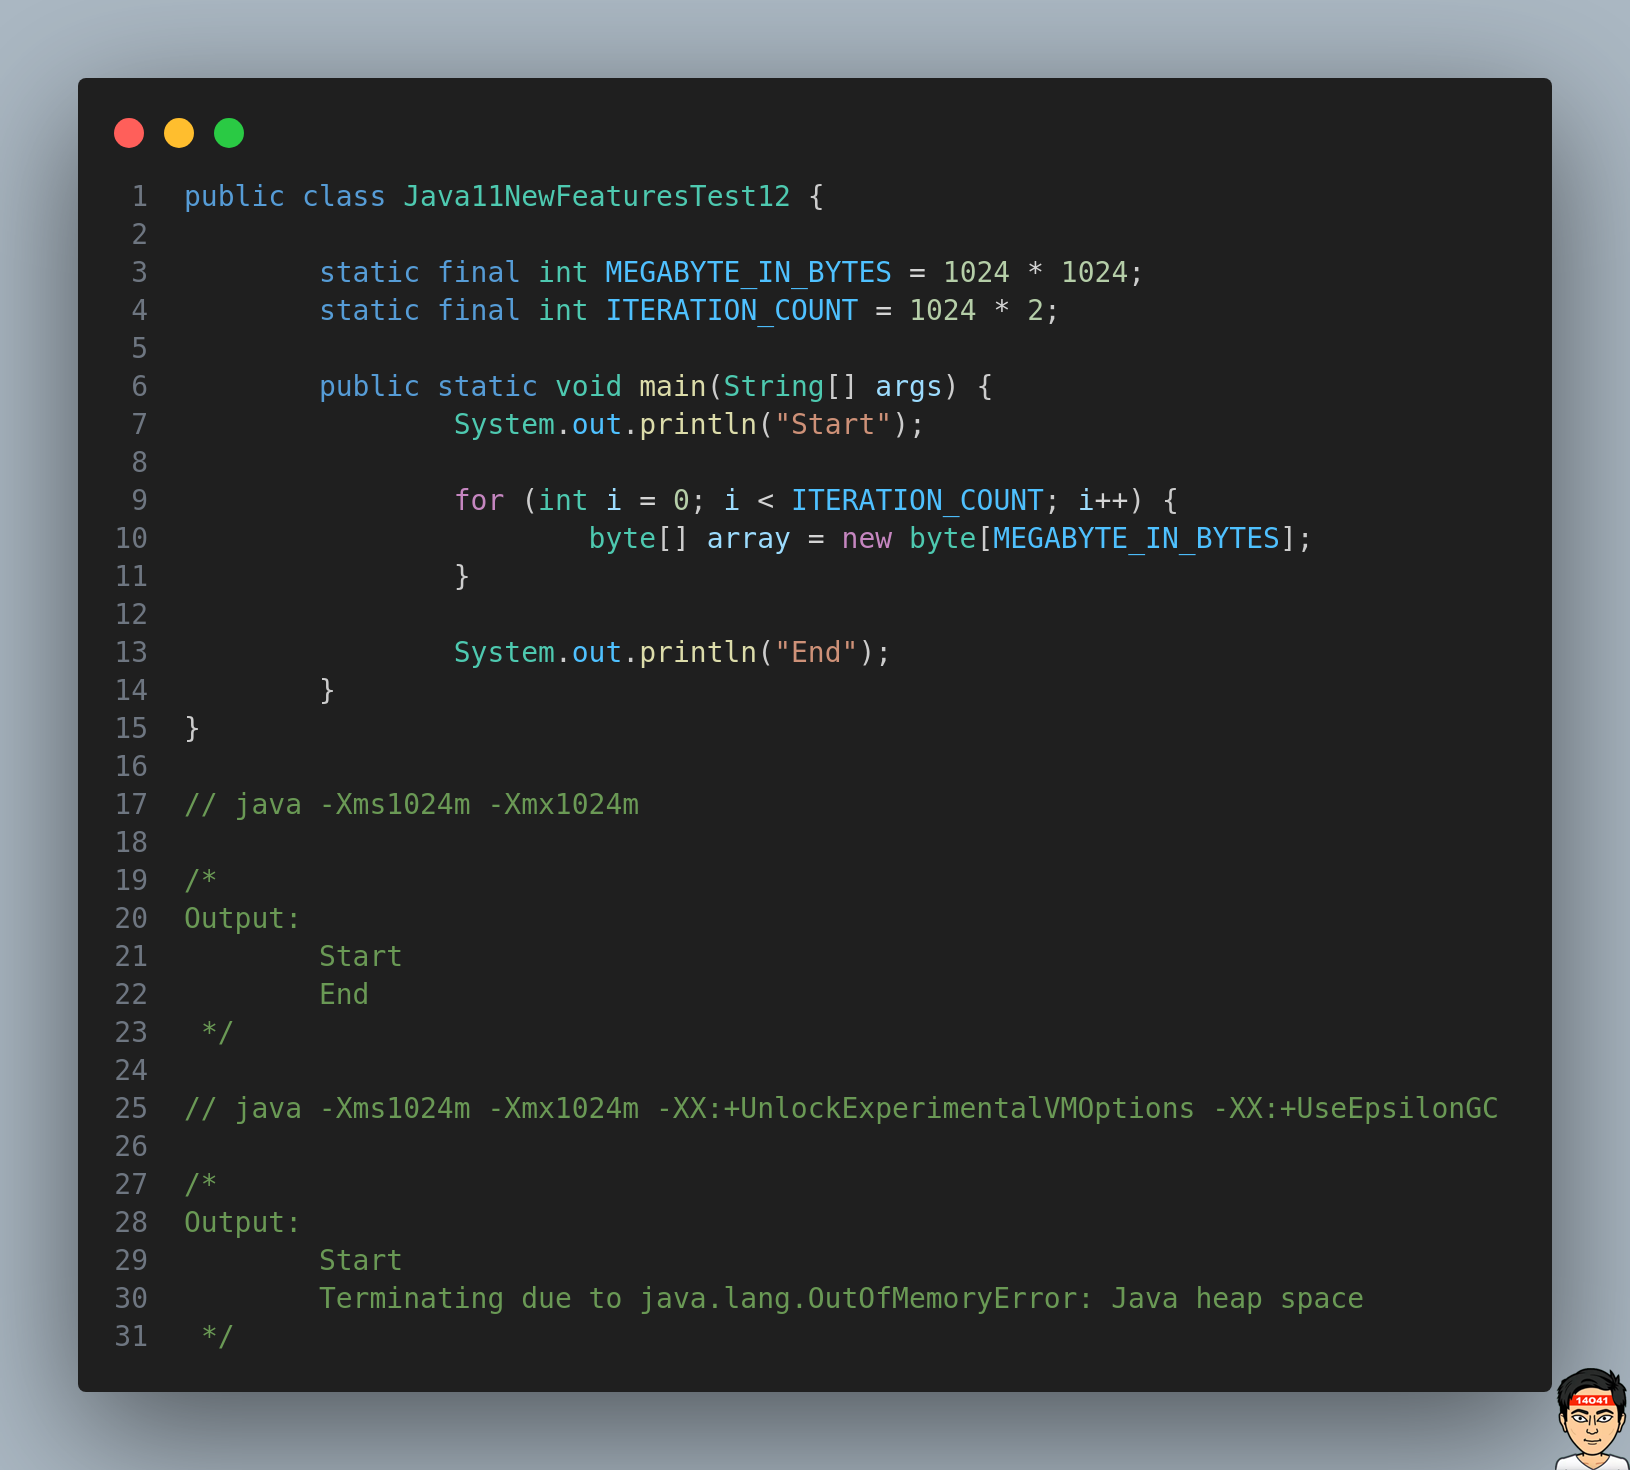 1 public class Java11NewFeaturesTest12 {
2
3 static final int MEGABYTE_IN_BYTES = 1024 * 1024;
4 static final int ITERATION_COUNT = 1024 * 2;
5
6 public static void main(String[] args) {
7 System.out.println("Start");
8
9 for (int i = 0; i < ITERATION_COUNT; i++) {
10 byte[] array = new byte[MEGABYTE_IN_BYTES];
11 }
12
13 System.out.println("End");
14 }
15 }
16
17 // java -Xms1024m -Xmx1024m
18
19 /*
20 Output:
21 Start
22 End
23 */
24
25 // java -Xms1024m -Xmx1024m -XX:+UnlockExperimentalVMOptions -XX:+UseEpsilonGC
26
27 /*
28 Output:
29 Start
30 Terminating due to java.lang.OutOfMemoryError: Java heap space
31 */
14041